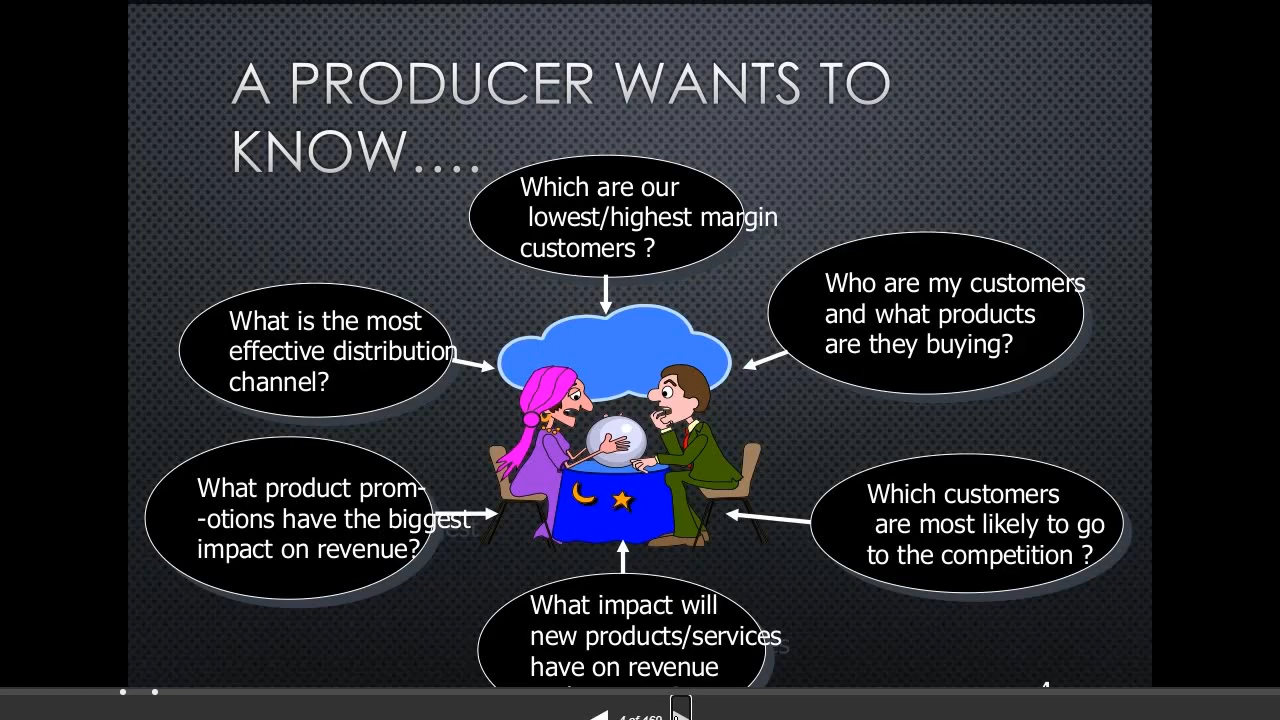 A PRODUCER WANTS TO
KNOW....
Which are our
lowest/highest margin
customers ?
Who are my customers
and what products
are they buying?
What is the most
effective distribution
channel?
What product prom-
-otions have the biggest
impact on revenue?
Which customers
are most likely to go
to the competition ?
What impact will
new products/services
have on revenue
4 of 169